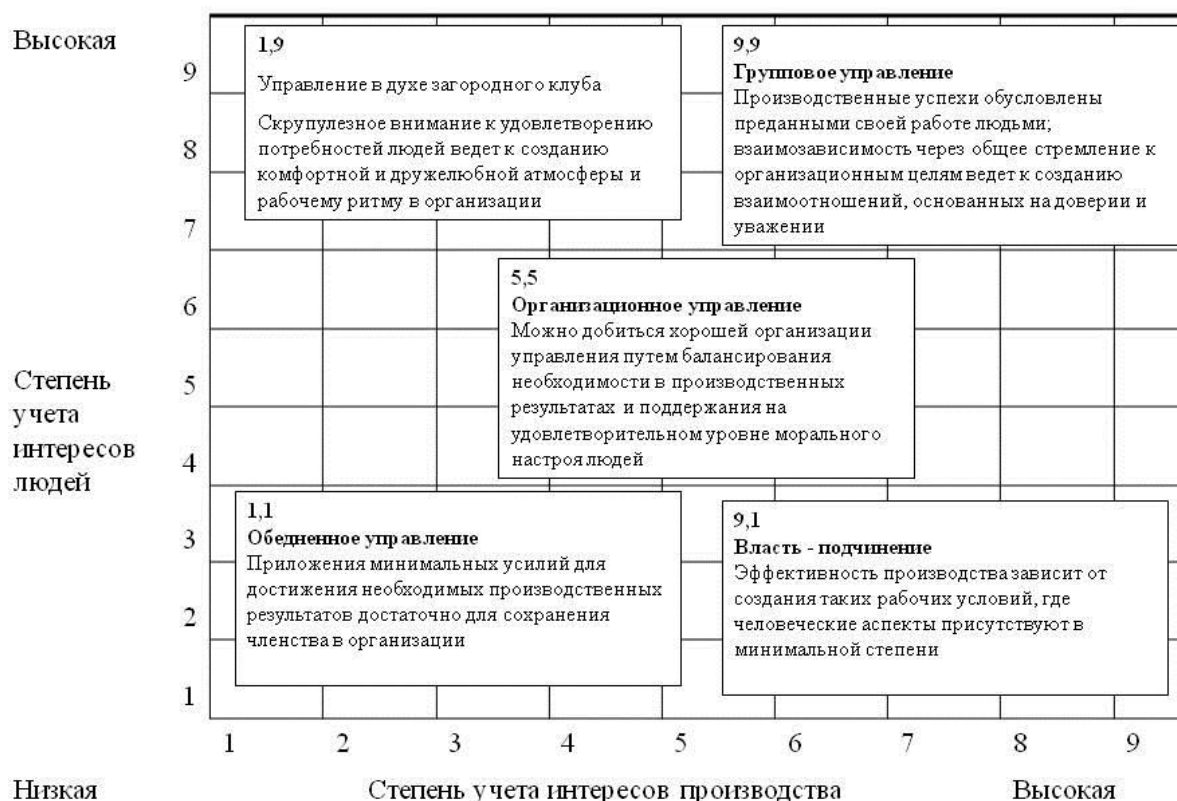 Высокая
1,9
Управление в духе загородного клуба
Скрупулезное внимание к удовлетворению
потребностей людей ведет к созданию
комфортной и дружелюбной атмосферы и
рабочему ритму в организации
9,9
Групповое управление
Производственные успехи обусловлены
преданными своей работе людьми;
взаимозависимость через общее стремление к
организационным целям ведет к созданию
взаимоотношений, основанных на доверии и
уважении
9
8
7
6
5
4
3
2
1
5,5
Организационное управление
Можно добиться хорошей организации
управления путем балансирования
необходимости в производственных
результатах и поддержания на
удовлетворительном уровне морального
настроя людей
Степень
учета
интересов
людей
1,1
Обедненное управление
Приложения минимальных усилий для
достижения необходимых производственных
результатов достаточно для сохранения
членства в организации
9,1
Власть - подчинение
Эффективность производства зависит от
создания таких рабочих условий, где
человеческие аспекты присутствуют в
минимальной степени
1 2 3 4 5 6 7 8 9
Низкая Степень учета интересов производства Высокая